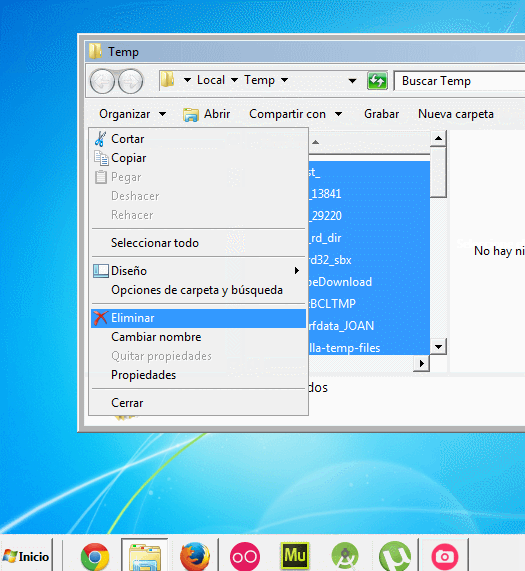 Temp
Local Temp
Buscar Temp
Organizar Abrir Compartir con Grabar Nueva carpeta
Cortar
Copiar
Pegar
Deshacer
Rehacer
Seleccionar todo
Diseño
Opciones de carpeta y búsqueda
Eliminar
Cambiar nombre
Quitar propiedades
Propiedades
Cerrar
st_
_13841
_29220
_rd_dir
rd32_sbx
beDownload
BCLTMP
rfdata_JOAN
lla-temp-files
No hay ni
dos
Inicio
Mu